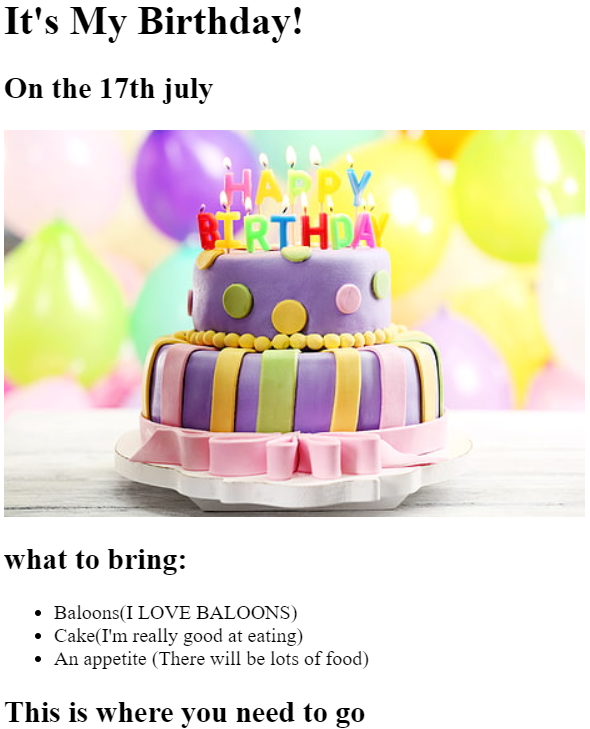 It's My Birthday!
On the 17th july
HAPPY
BIRTHDAY
what to bring:
Baloons(I LOVE BALOONS)
Cake(I'm really good at eating)
An appetite (There will be lots of food)
This is where you need to go